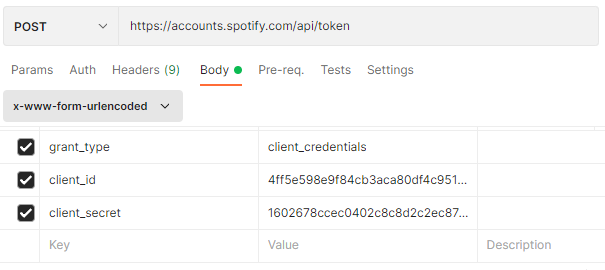 POST https://accounts.spotify.com/api/token
Params Auth Headers (9) Body Pre-req. Tests Settings
x-www-form-urlencoded
grant_type client_credentials
client_id 4ff5e598e9f84cb3aca80df4c951...
client_secret 1602678ccec0402c8c8d2c2ec87...
Key Value Description